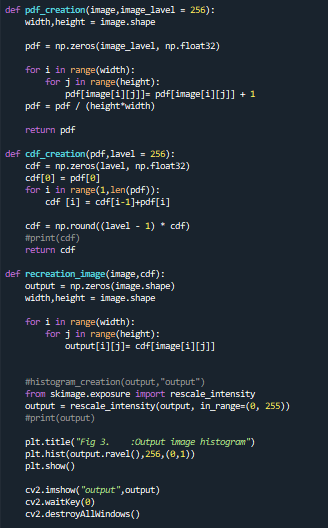 def pdf_creation(image,image_lavel = 256):
    width,height = image.shape
    pdf = np.zeros(image_lavel, np.float32)
    for i in range(width):
        for j in range(height):
            pdf[image[i][j]]= pdf[image[i][j]] + 1
    pdf = pdf / (height*width)
    return pdf
def cdf_creation(pdf,lavel = 256):
    cdf = np.zeros(lavel, np.float32)
    cdf[0] = pdf[0]
    for i in range(1,len(pdf)):
        cdf [i] = cdf[i-1]+pdf[i]
    cdf = np.round((lavel - 1) * cdf)
    #print(cdf)
    return cdf
def recreation_image(image,cdf):
    output = np.zeros(image.shape)
    width,height = image.shape
    for i in range(width):
        for j in range(height):
            output[i][j]= cdf[image[i][j]]
    #histogram_creation(output,"output")
    from skimage.exposure import rescale_intensity
    output = rescale_intensity(output, in_range=(0, 255))
    #print(output)
    plt.title("Fig 3.    :Output image histogram")
    plt.hist(output.ravel(),256,(0,1))
    plt.show()
    cv2.imshow("output",output)
    cv2.waitKey(0)
    cv2.destroyAllWindows()